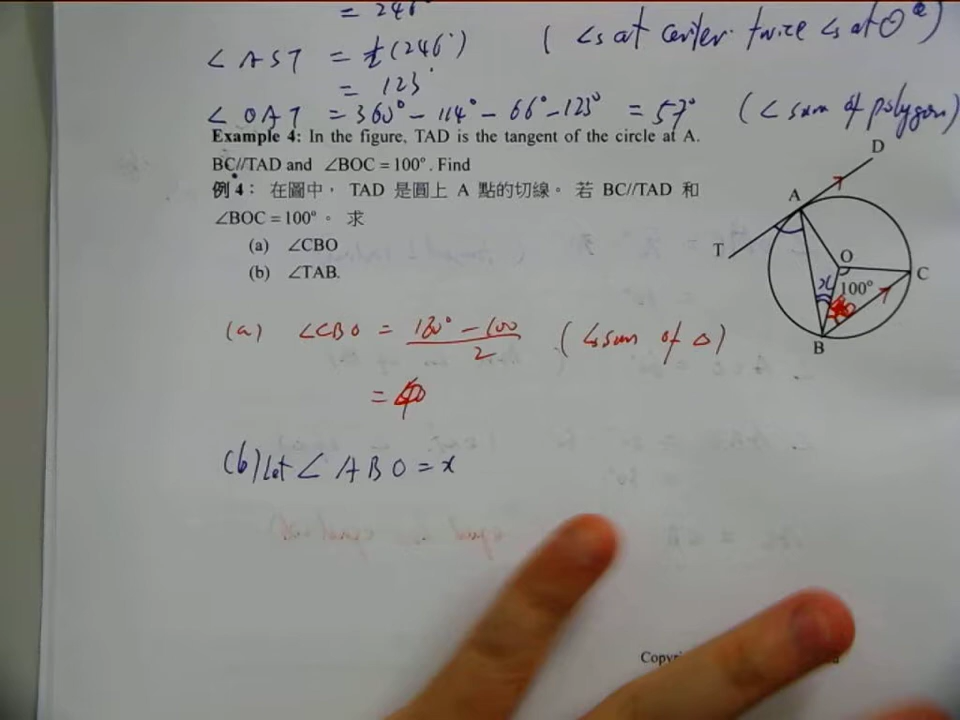 = 246°
∠AST = ½(246°) (∠s at center twice ∠s at ⊙ce)
= 123°
∠OAT = 360° - 114° - 66° - 123° = 57° (∠ sum of polygon)
Example 4: In the figure, TAD is the tangent of the circle at A.
BC//TAD and ∠BOC = 100°. Find
例 4： 在圖中， TAD 是圓上 A 點的切線。 若 BC//TAD 和
∠BOC = 100° 。 求
(a) ∠CBO
(b) ∠TAB.
D
A
T
O
C
x
100°
B
(a) ∠CBO = 180° - 100 / 2 (∠s sum of △)
= 40
(b) Let ∠ABO = x